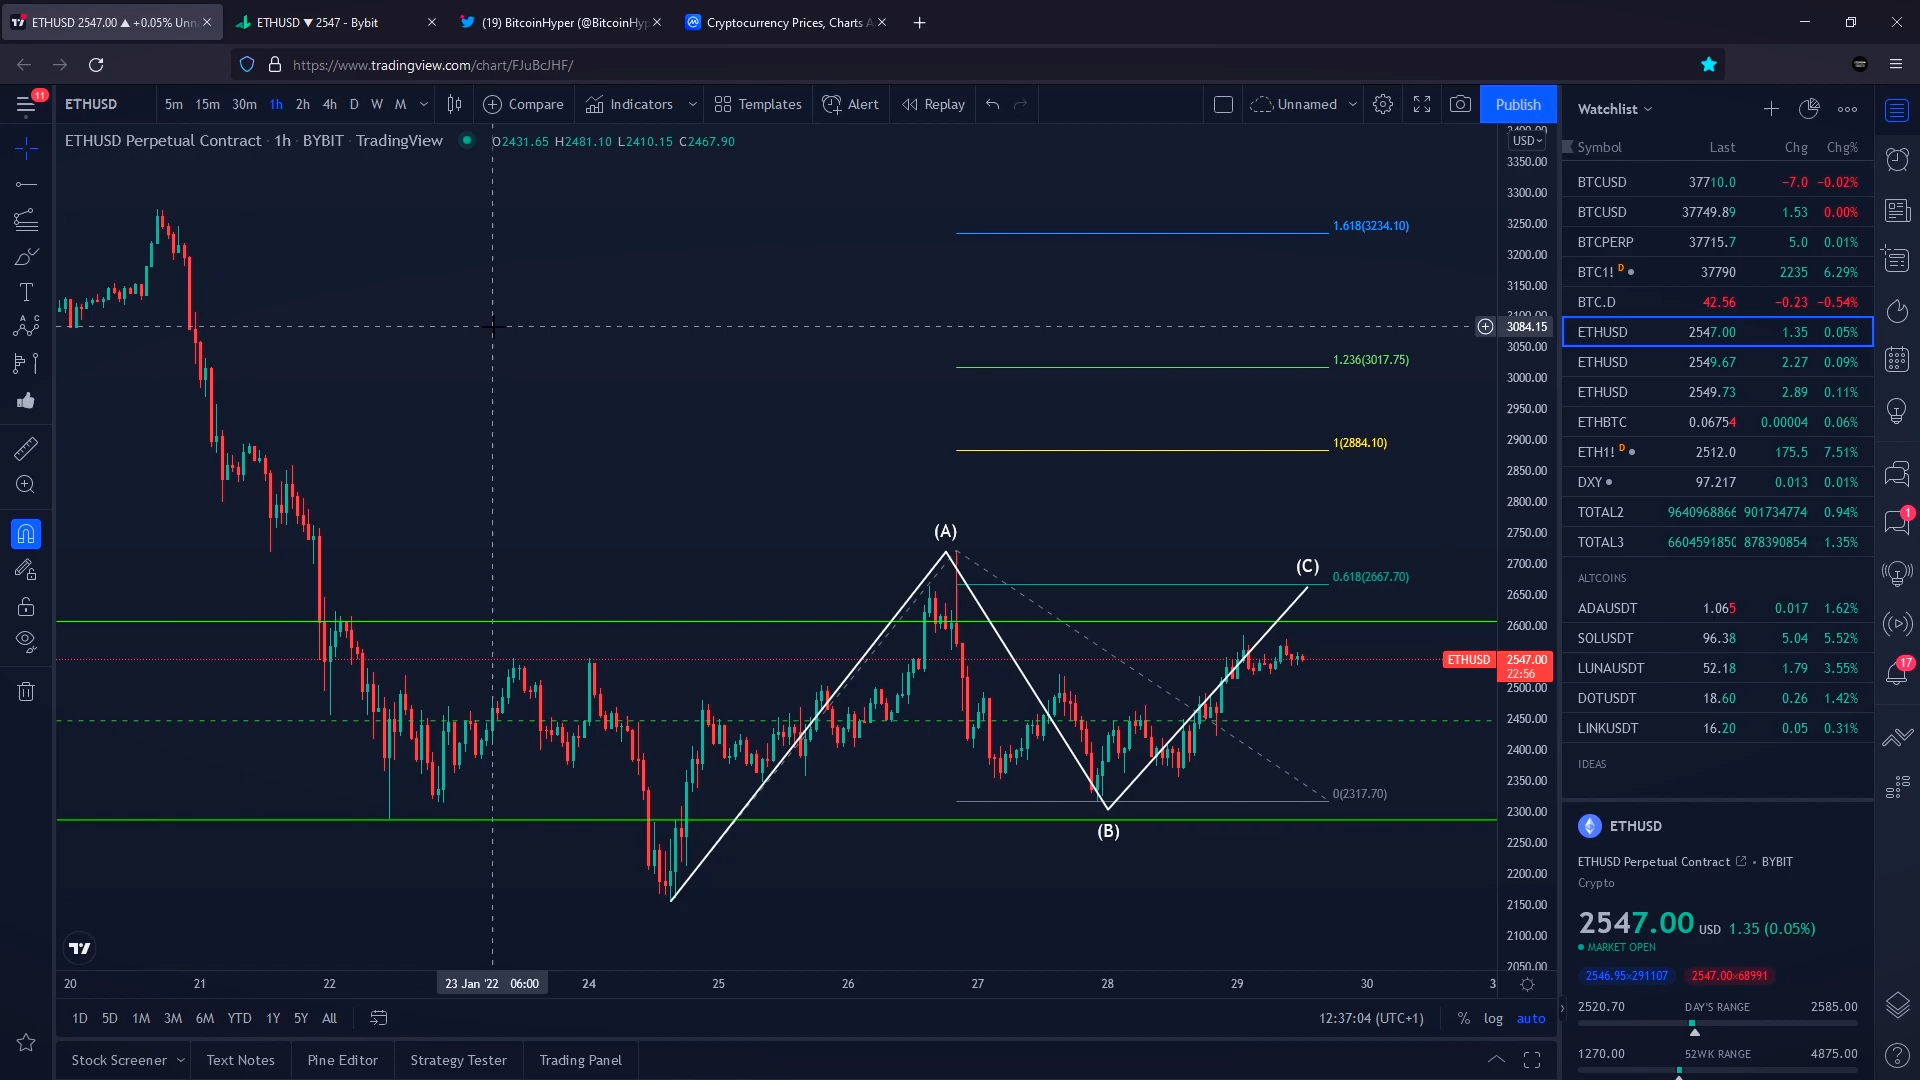 ETHUSD 2547.00 ▲ +0.05% Unn
ETHUSD ▼ 2547 - Bybit
(19) BitcoinHyper (@BitcoinHyp
Cryptocurrency Prices, Charts A
https://www.tradingview.com/chart/FJuBcJHF/
11
ETHUSD 5m 15m 30m 1h 2h 4h D W M Compare Indicators Templates Alert Replay Unnamed Publish
ETHUSD Perpetual Contract · 1h · BYBIT · TradingView O2431.65 H2481.10 L2410.15 C2467.90
USD
3350.00
3300.00
3250.00
3200.00
3150.00
3084.15
3050.00
3000.00
2950.00
2900.00
2850.00
2800.00
2750.00
2700.00
2650.00
2600.00
ETHUSD 2547.00
22:56
2500.00
2450.00
2400.00
2350.00
2300.00
2250.00
2200.00
2150.00
2100.00
2050.00
1.618(3234.10)
1.236(3017.75)
1(2884.10)
0.618(2667.70)
0(2317.70)
(A)
(B)
(C)
20 21 22 23 Jan '22 06:00 24 25 26 27 28 29 30 3
1D 5D 1M 3M 6M YTD 1Y 5Y All 12:37:04 (UTC+1) % log auto
Stock Screener Text Notes Pine Editor Strategy Tester Trading Panel
Watchlist
Symbol Last Chg Chg%
BTCUSD 37710.0 −7.0 −0.02%
BTCUSD 37749.89 1.53 0.00%
BTCPERP 37715.7 5.0 0.01%
BTC1! D 37790 2235 6.29%
BTC.D 42.56 −0.23 −0.54%
ETHUSD 2547.00 1.35 0.05%
ETHUSD 2549.67 2.27 0.09%
ETHUSD 2549.73 2.89 0.11%
ETHBTC 0.06754 0.00004 0.06%
ETH1! D 2512.0 175.5 7.51%
DXY 97.217 0.013 0.01%
TOTAL2 9640968866 901734774 0.94%
TOTAL3 660459185 878390854 1.35%
ALTCOINS
ADAUSDT 1.065 0.017 1.62%
SOLUSDT 96.38 5.04 5.52%
LUNAUSDT 52.18 1.79 3.55%
DOTUSDT 18.60 0.26 1.42%
LINKUSDT 16.20 0.05 0.31%
IDEAS
ETHUSD
ETHUSD Perpetual Contract • BYBIT
Crypto
2547.00 USD 1.35 (0.05%)
MARKET OPEN
2546.95×291107 2547.00×68991
2520.70 DAY'S RANGE 2585.00
1270.00 52WK RANGE 4875.00
1
17